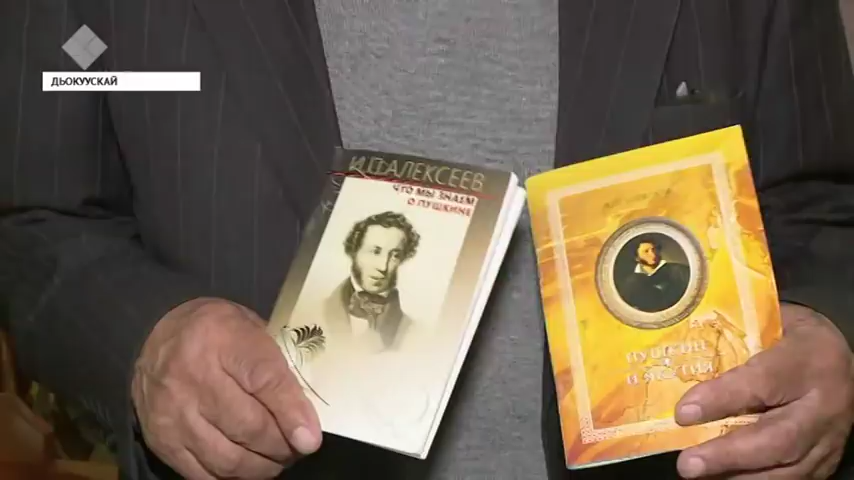 ДЬОКУУСКАЙ
И.П. АЛЕКСЕЕВ
ЧТО МЫ ЗНАЕМ
О ПУШКИНЕ
ПУШКИН
И ЯКУТИЯ